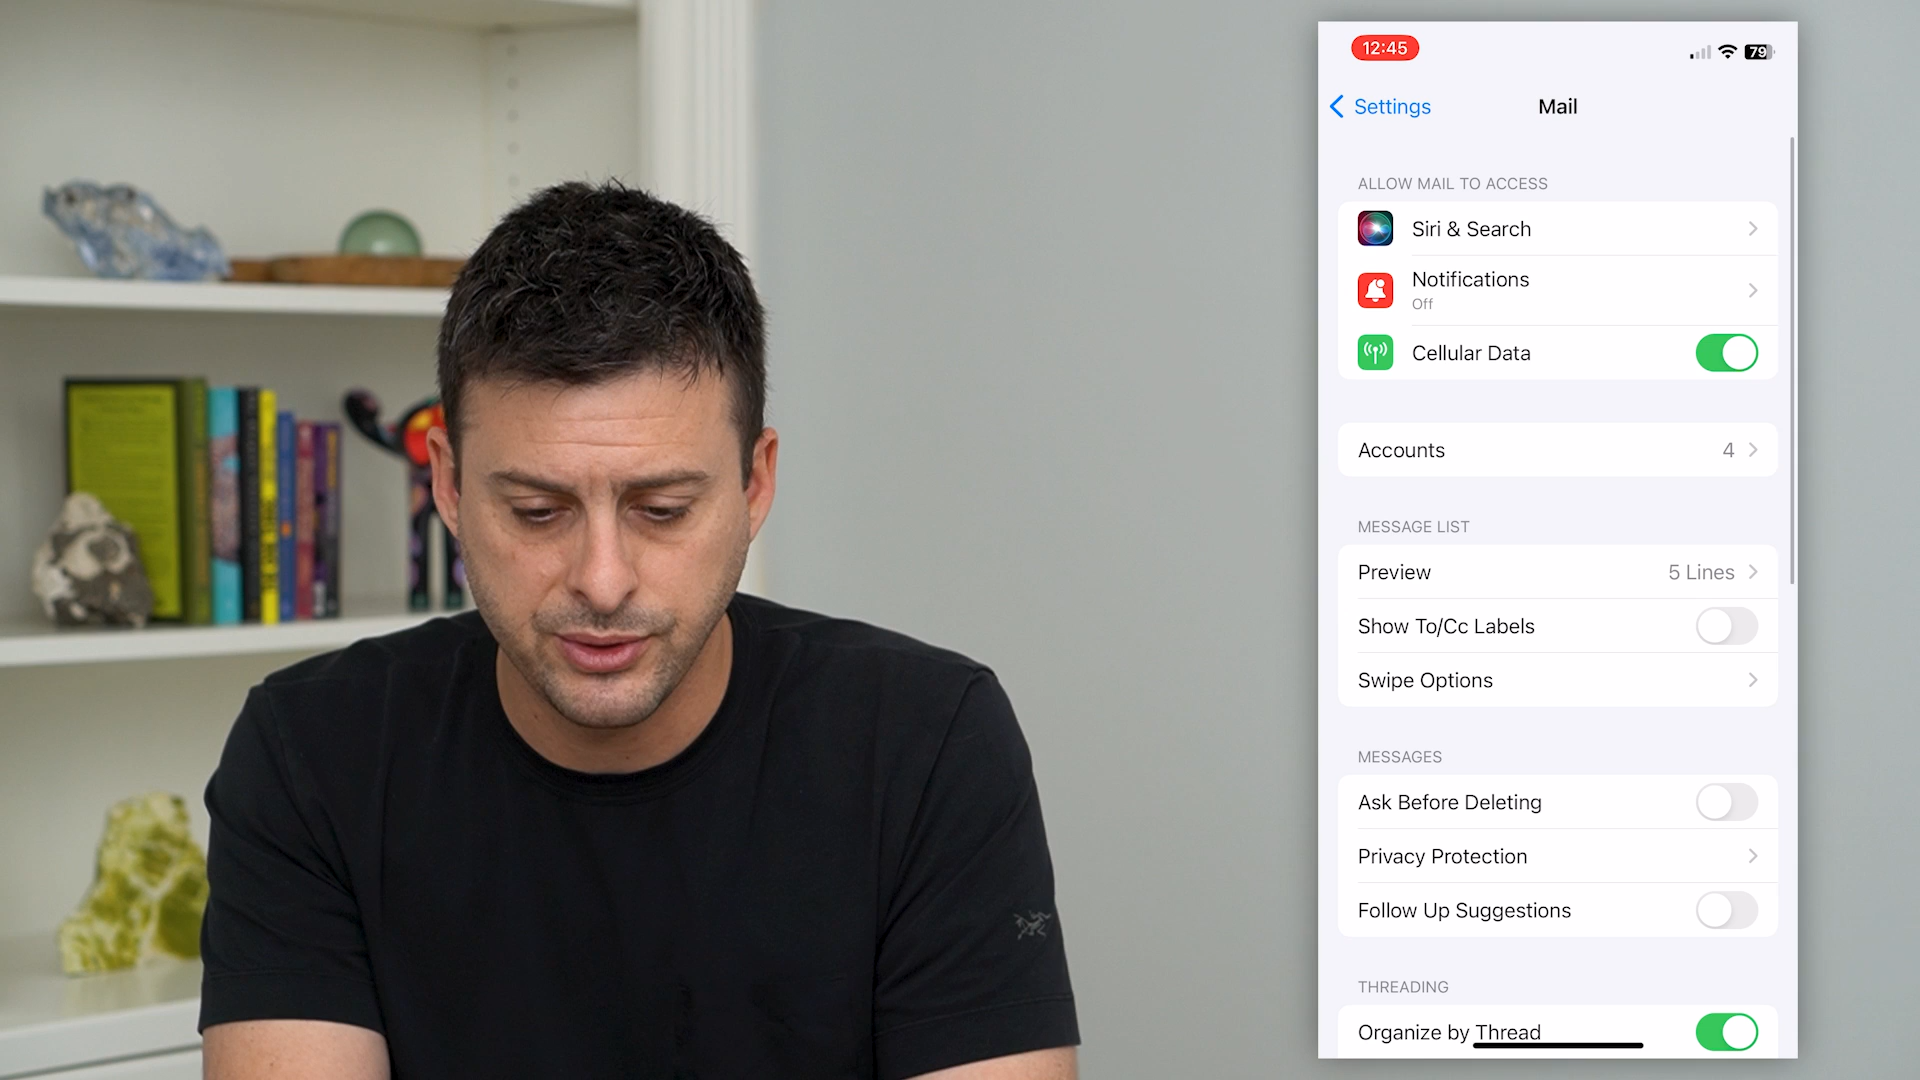 12:45
79
Settings
Mail
ALLOW MAIL TO ACCESS
Siri & Search
Notifications
Off
Cellular Data
Accounts
4
MESSAGE LIST
Preview
5 Lines
Show To/Cc Labels
Swipe Options
MESSAGES
Ask Before Deleting
Privacy Protection
Follow Up Suggestions
THREADING
Organize by Thread